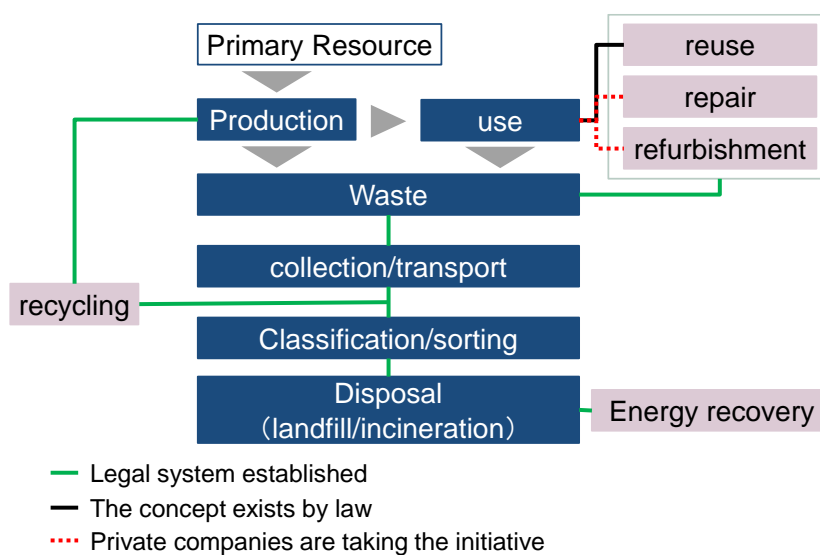 Primary Resource
reuse
repair
refurbishment
Production
use
Waste
collection/transport
recycling
Classification/sorting
Disposal
（landfill/incineration）
Energy recovery
Legal system established
The concept exists by law
Private companies are taking the initiative